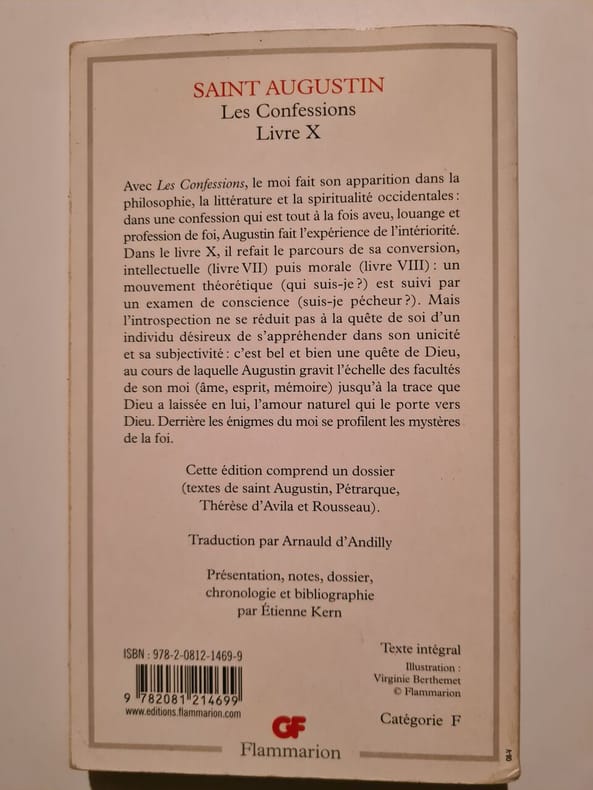 SAINT AUGUSTIN
Les Confessions
Livre X
Avec Les Confessions, le moi fait son apparition dans la
philosophie, la littérature et la spiritualité occidentales :
dans une confession qui est tout à la fois aveu, louange et
profession de foi, Augustin fait l'expérience de l'intériorité.
Dans le livre X, il refait le parcours de sa conversion,
intellectuelle (livre VII) puis morale (livre VIII) : un
mouvement théorétique (qui suis-je ?) est suivi par
un examen de conscience (suis-je pécheur ?). Mais
l'introspection ne se réduit pas à la quête de soi d'un
individu désireux de s'appréhender dans son unicité
et sa subjectivité : c'est bel et bien une quête de Dieu,
au cours de laquelle Augustin gravit l'échelle des facultés
de son moi (âme, esprit, mémoire) jusqu'à la trace que
Dieu a laissée en lui, l'amour naturel qui le porte vers
Dieu. Derrière les énigmes du moi se profilent les mystères
de la foi.
Cette édition comprend un dossier
(textes de saint Augustin, Pétrarque,
Thérèse d'Avila et Rousseau).
Traduction par Arnauld d'Andilly
Présentation, notes, dossier,
chronologie et bibliographie
par Étienne Kern
ISBN : 978-2-0812-1469-9
9 782081 214699
www.editions.flammarion.com
Texte intégral
Illustration :
Virginie Berthemet
© Flammarion
Catégorie F
GF
Flammarion
08-V